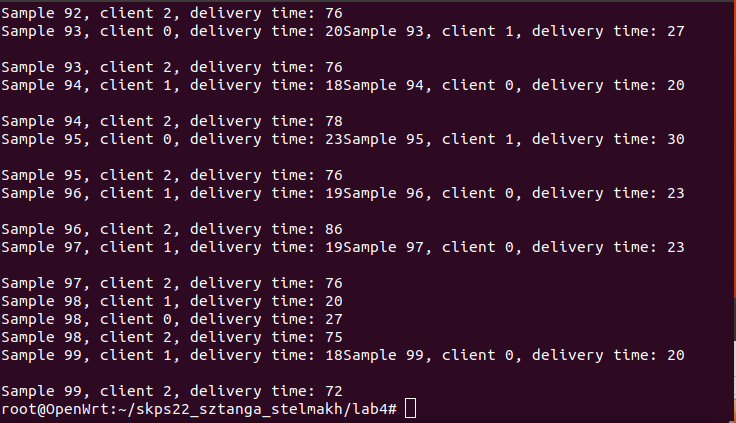 Sample 92, client 2, delivery time: 76
Sample 93, client 0, delivery time: 20Sample 93, client 1, delivery time: 27
Sample 93, client 2, delivery time: 76
Sample 94, client 1, delivery time: 18Sample 94, client 0, delivery time: 20
Sample 94, client 2, delivery time: 78
Sample 95, client 0, delivery time: 23Sample 95, client 1, delivery time: 30
Sample 95, client 2, delivery time: 76
Sample 96, client 1, delivery time: 19Sample 96, client 0, delivery time: 23
Sample 96, client 2, delivery time: 86
Sample 97, client 1, delivery time: 19Sample 97, client 0, delivery time: 23
Sample 97, client 2, delivery time: 76
Sample 98, client 1, delivery time: 20
Sample 98, client 0, delivery time: 27
Sample 98, client 2, delivery time: 75
Sample 99, client 1, delivery time: 18Sample 99, client 0, delivery time: 20
Sample 99, client 2, delivery time: 72
root@OpenWrt:~/skps22_sztanga_stelmakh/lab4#